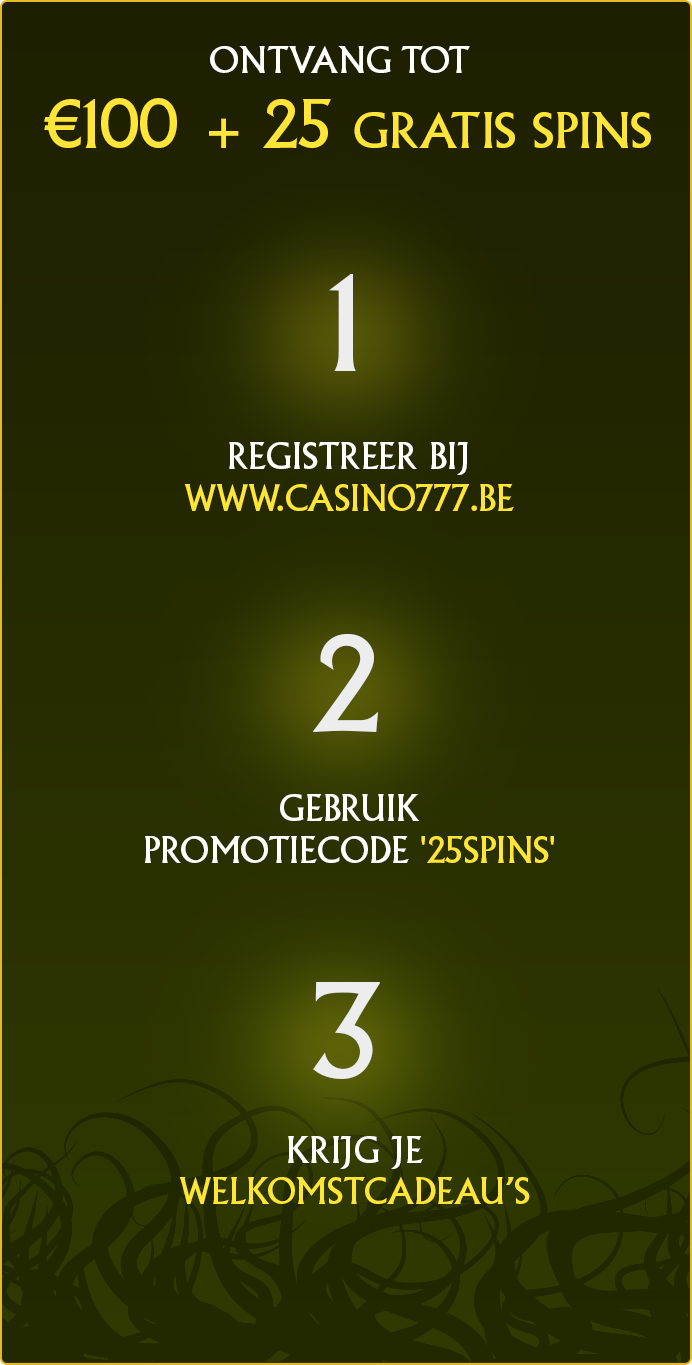 ONTVANG TOT
€100 + 25 GRATIS SPINS
1
REGISTREER BIJ
WWW.CASINO777.BE
2
GEBRUIK
PROMOTIECODE '25SPINS'
3
KRIJG JE
WELKOMSTCADEAU’S